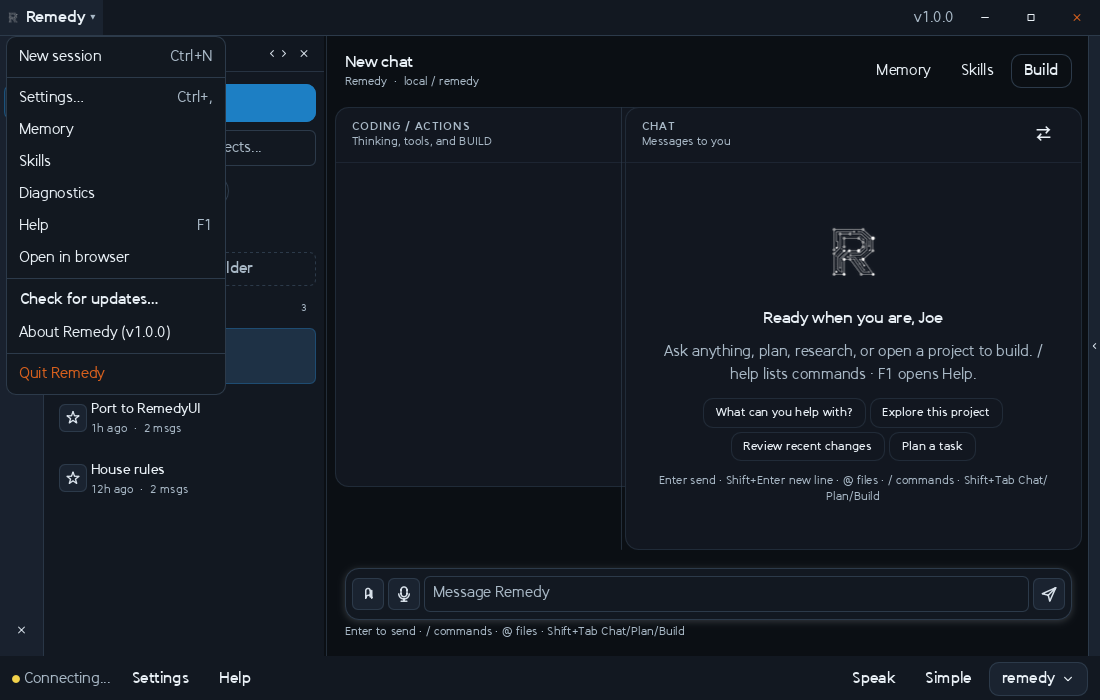 Remedy
v1.0.0
New session Ctrl+N
Settings... Ctrl+,
Memory
Skills
Diagnostics
Help F1
Open in browser
Check for updates...
About Remedy (v1.0.0)
Quit Remedy
ects...
lder
3
Port to RemedyUI
1h ago · 2 msgs
House rules
12h ago · 2 msgs
New chat
Remedy · local / remedy
Memory Skills Build
CODING / ACTIONS
Thinking, tools, and BUILD
CHAT
Messages to you
Ready when you are, Joe
Ask anything, plan, research, or open a project to build. /
help lists commands · F1 opens Help.
What can you help with? Explore this project
Review recent changes Plan a task
Enter send · Shift+Enter new line · @ files · / commands · Shift+Tab Chat/
Plan/Build
Message Remedy
Enter to send · / commands · @ files · Shift+Tab Chat/Plan/Build
Connecting... Settings Help Speak Simple remedy